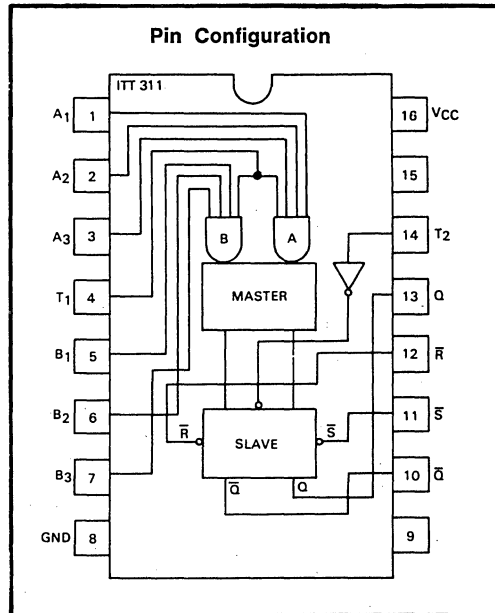 Pin Configuration
ITT 311
A1 1
A2 2
A3 3
T1 4
B1 5
B2 6
B3 7
GND 8
16 VCC
15
14 T2
13 Q
12 R̅
11 S̅
10 Q̅
9
B
A
MASTER
R̅
SLAVE
S̅
Q̅
Q